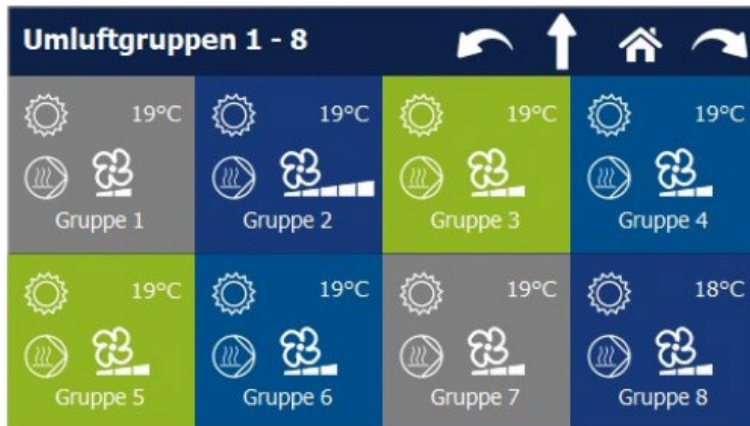 Umluftgruppen 1 - 8
19°C 19°C 19°C 19°C
Gruppe 1 Gruppe 2 Gruppe 3 Gruppe 4
19°C 19°C 19°C 18°C
Gruppe 5 Gruppe 6 Gruppe 7 Gruppe 8